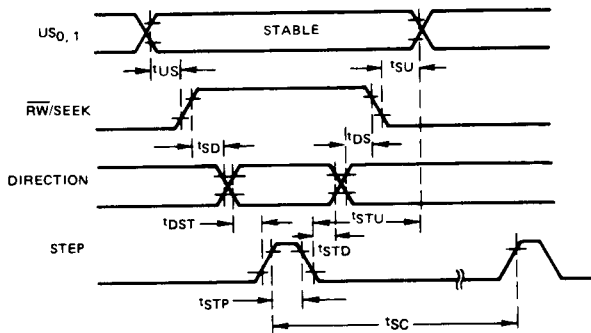 US0, 1
STABLE
tUS
tSU
RW/SEEK
tSD
tDS
DIRECTION
tDST
tSTU
tSTD
STEP
tSTP
tSC